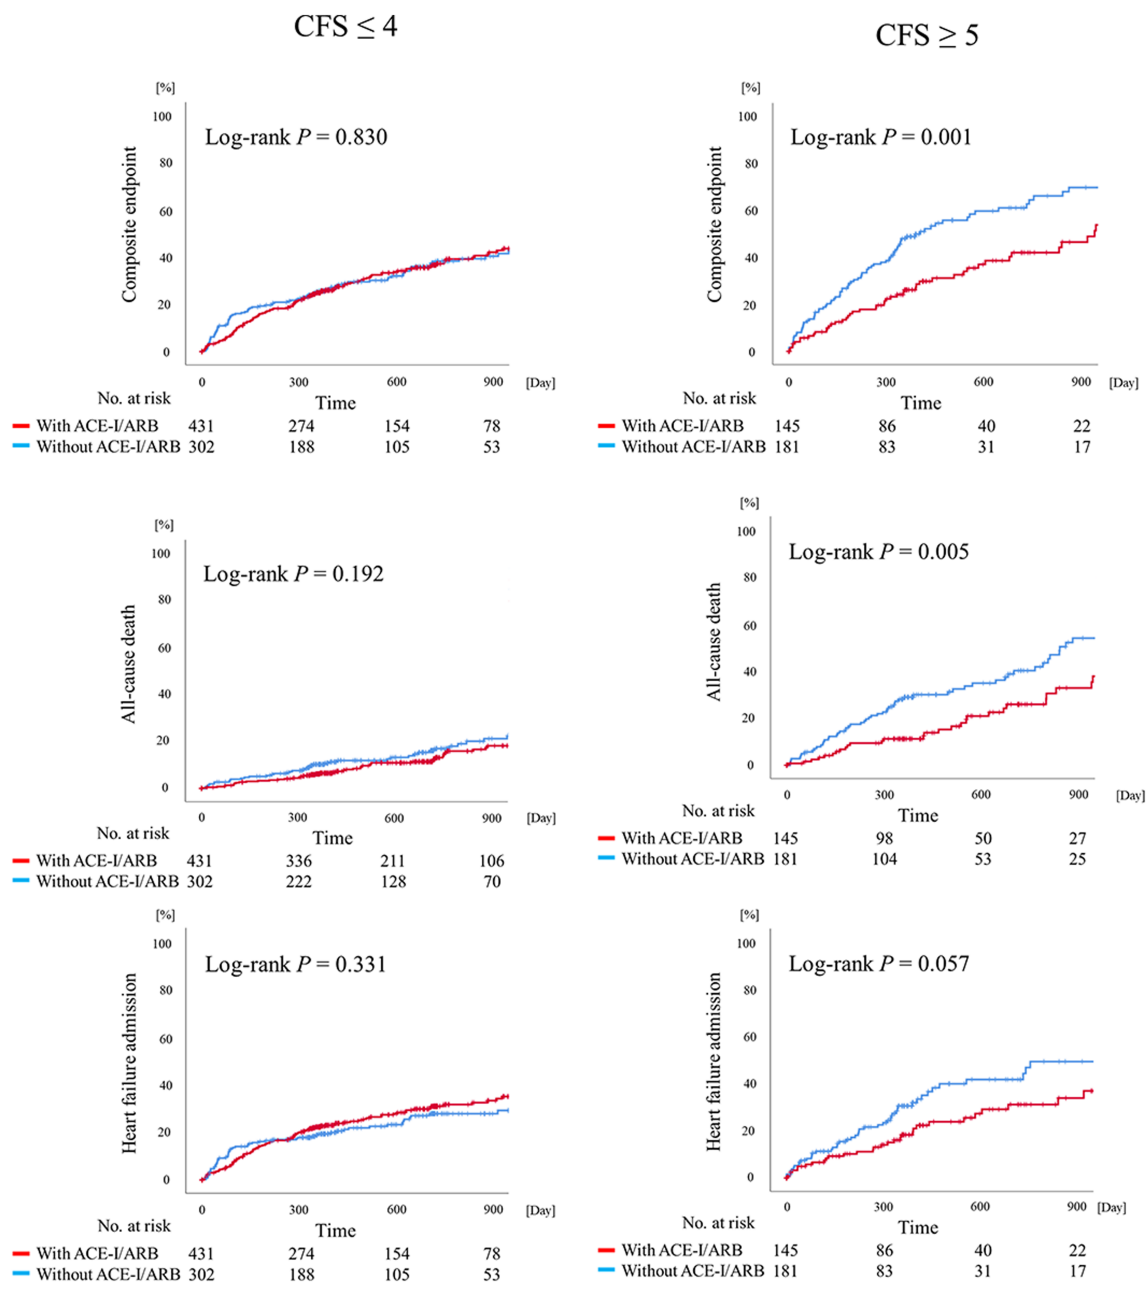 CFS ≤ 4
[%]
100
Log-rank P = 0.830
80
60
40
20
0
Composite endpoint
0 300 600 900 [Day]
No. at risk
Time
With ACE-I/ARB 431 274 154 78
Without ACE-I/ARB 302 188 105 53
CFS ≥ 5
[%]
100
Log-rank P = 0.001
80
60
40
20
0
Composite endpoint
0 300 600 900 [Day]
No. at risk
Time
With ACE-I/ARB 145 86 40 22
Without ACE-I/ARB 181 83 31 17
[%]
100
Log-rank P = 0.192
80
60
40
20
0
All-cause death
0 300 600 900 [Day]
No. at risk
Time
With ACE-I/ARB 431 336 211 106
Without ACE-I/ARB 302 222 128 70
[%]
100
Log-rank P = 0.005
80
60
40
20
0
All-cause death
0 300 600 900 [Day]
No. at risk
Time
With ACE-I/ARB 145 98 50 27
Without ACE-I/ARB 181 104 53 25
[%]
100
Log-rank P = 0.331
80
60
40
20
0
Heart failure admission
0 300 600 900 [Day]
No. at risk
Time
With ACE-I/ARB 431 274 154 78
Without ACE-I/ARB 302 188 105 53
[%]
100
Log-rank P = 0.057
80
60
40
20
0
Heart failure admission
0 300 600 900 [Day]
No. at risk
Time
With ACE-I/ARB 145 86 40 22
Without ACE-I/ARB 181 83 31 17